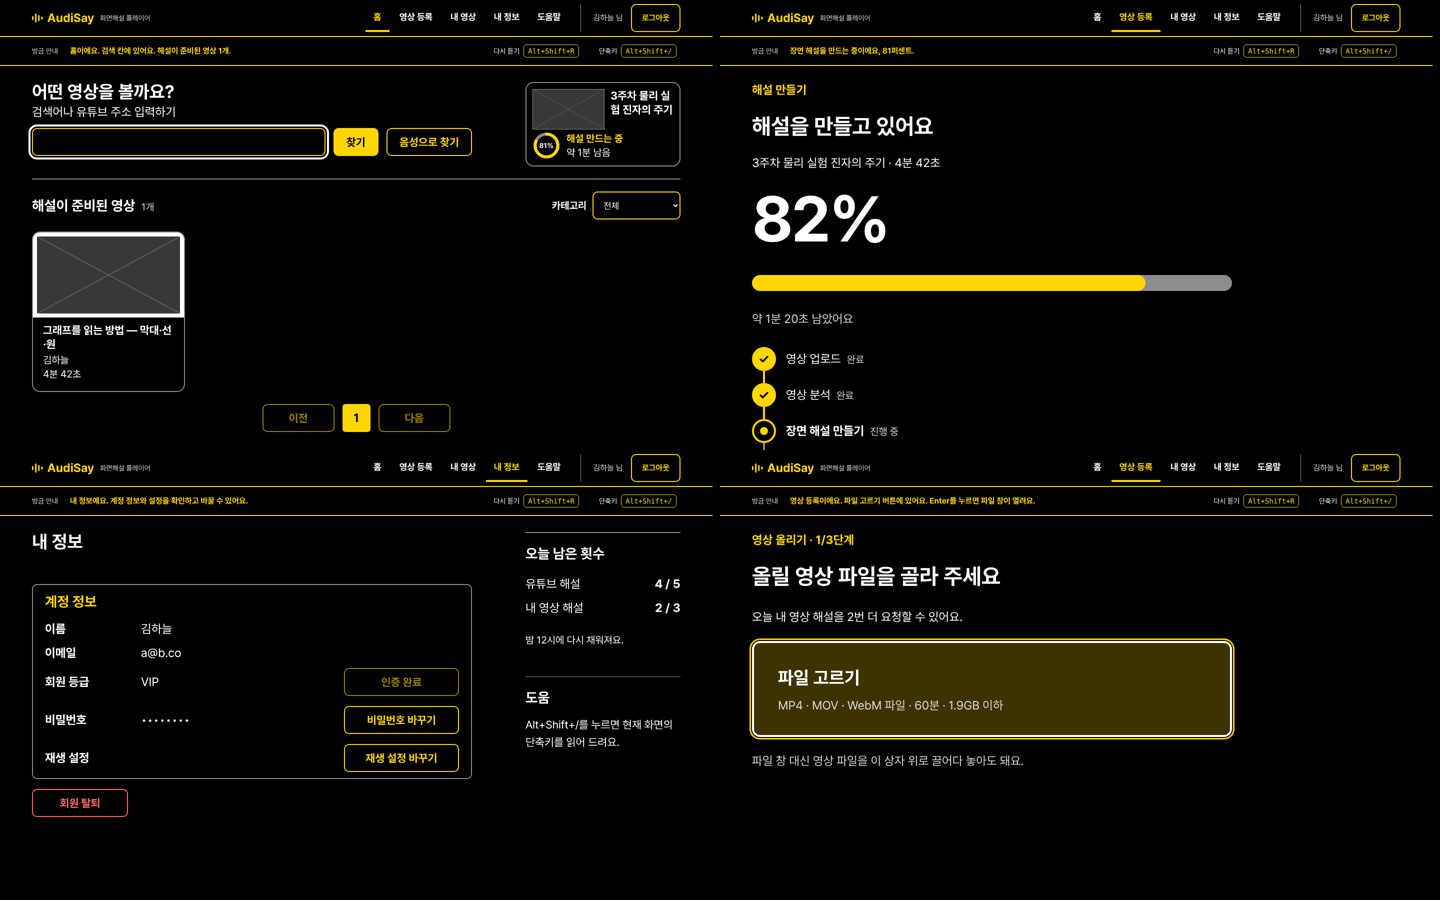 AudiSay 화면해설 플레이어
홈 영상 등록 내 영상 내 정보 도움말 김하늘 님 로그아웃
방금 안내 홈이에요. 검색 칸에 있어요. 해설이 준비된 영상 1개.
다시 듣기 Alt+Shift+R 단축키 Alt+Shift+/
어떤 영상을 볼까요?
검색어나 유튜브 주소 입력하기
찾기 음성으로 찾기
3주차 물리 실
험 진자의 주기
81% 해설 만드는 중
약 1분 남음
해설이 준비된 영상 1개
카테고리 전체
그래프를 읽는 방법 — 막대·선
·원
김하늘
4분 42초
이전 1 다음
AudiSay 화면해설 플레이어
홈 영상 등록 내 영상 내 정보 도움말 김하늘 님 로그아웃
방금 안내 장면 해설을 만드는 중이에요, 81퍼센트.
다시 듣기 Alt+Shift+R 단축키 Alt+Shift+/
해설 만들기
해설을 만들고 있어요
3주차 물리 실험 진자의 주기 · 4분 42초
82%
약 1분 20초 남았어요
영상 업로드 완료
영상 분석 완료
장면 해설 만들기 진행 중
AudiSay 화면해설 플레이어
홈 영상 등록 내 영상 내 정보 도움말 김하늘 님 로그아웃
방금 안내 내 정보예요. 계정 정보와 설정을 확인하고 바꿀 수 있어요.
다시 듣기 Alt+Shift+R 단축키 Alt+Shift+/
내 정보
계정 정보
이름 김하늘
이메일 a@b.co
회원 등급 VIP 인증 완료
비밀번호 •••••••• 비밀번호 바꾸기
재생 설정 재생 설정 바꾸기
회원 탈퇴
오늘 남은 횟수
유튜브 해설 4 / 5
내 영상 해설 2 / 3
밤 12시에 다시 채워져요.
도움
Alt+Shift+/를 누르면 현재 화면의
단축키를 읽어 드려요.
AudiSay 화면해설 플레이어
홈 영상 등록 내 영상 내 정보 도움말 김하늘 님 로그아웃
방금 안내 영상 등록이에요. 파일 고르기 버튼에 있어요. Enter를 누르면 파일 창이 열려요.
다시 듣기 Alt+Shift+R 단축키 Alt+Shift+/
영상 올리기 · 1/3단계
올릴 영상 파일을 골라 주세요
오늘 내 영상 해설을 2번 더 요청할 수 있어요.
파일 고르기
MP4 · MOV · WebM 파일 · 60분 · 1.9GB 이하
파일 창 대신 영상 파일을 이 상자 위로 끌어다 놓아도 돼요.